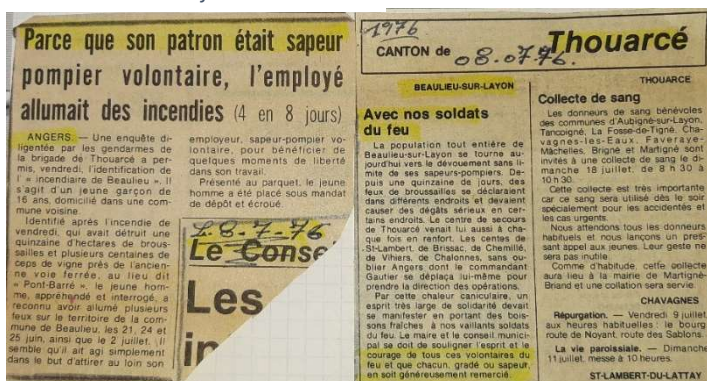 Parce que son patron était sapeur
pompier volontaire, l'employé
allumait des incendies (4 en 8 jours)
ANGERS. — Une enquête di-
ligentée par les gendarmes de
la brigade de Thouarcé a per-
mis, vendredi, l'identification de
l' « incendiaire de Beaulieu ». Il
s'agit d'un jeune garçon de
16 ans, domicilié dans une com-
mune voisine.
Identifié après l'incendie de
vendredi, qui avait détruit une
quinzaine d'hectares de brous-
sailles et plusieurs centaines de
ceps de vigne près de l'ancien-
ne voie ferrée, au lieu dit
« Pont-Barré », le jeune hom-
me, appréhendé et interrogé, a
reconnu avoir allumé plusieurs
feux sur le territoire de la com-
mune de Beaulieu, les 21, 24 et
25 juin, ainsi que le 2 juillet. Il
semble qu'il ait agi simplement
dans le but d'attirer au loin son
employeur, sapeur-pompier vo-
lontaire, pour bénéficier de
quelques moments de liberté
dans son travail.
Présenté au parquet, le jeune
homme a été placé sous mandat
de dépôt et écroué.
8-7-76
Le Conse
Les
in
1976
CANTON de
08.07.76.
Thouarcé
BEAULIEU-SUR-LAYON
Avec nos soldats
du feu
La population tout entière de
Beaulieu-sur-Layon se tourne au-
jourd'hui vers le dévouement sans li-
mite de ses sapeurs-pompiers. De-
puis une quinzaine de jours, des
feux de broussailles se déclaraient
dans différents endroits et devaient
causer des dégâts sérieux en cer-
tains endroits. Le centre de secours
de Thouarcé venait lui aussi à cha-
que fois en renfort. Les centes de
St-Lambert, de Brissac, de Chemillé,
de Vihiers, de Chalonnes, sans ou-
blier Angers dont le commandant
Gautier se déplaça lui-même pour
prendre la direction des opérations.
Par cette chaleur caniculaire, un
esprit très large de solidarité devait
se manifester en portant des bois-
sons fraîches à nos vaillants soldats
du feu. Le maire et le conseil munici-
pal se doit de souligner l'esprit et le
courage de tous ces volontaires du
feu et que chacun, gradé ou sapeur,
en soit généreusement remercié.
THOUARCE
Collecte de sang
Les donneurs de sang bénévoles
des communes d'Aubigné-sur-Layon,
Tancoigné, La Fosse-de-Tigné, Cha-
vagnes-les-Eaux, Faveraye-
Mâchelles, Brigné et Martigné sont
invités à une collecte de sang le di-
manche 18 juillet, de 8 h 30 à
10 h 30.
Cette collecte est très importante
car ce sang sera utilisé dès le soir
spécialement pour les accidentés et
les cas urgents.
Nous attendons tous les donneurs
habituels et nous lançons un pres-
sant appel aux jeunes. Leur geste ne
sera pas inutile.
Comme d'habitude, cette collecte
aura lieu à la mairie de Martigné-
Briand et une collation sera servie.
CHAVAGNES
Répurgation. — Vendredi 9 juillet
aux heures habituelles : le bourg
route de Noyant, route des Sablons.
La vie paroissiale. — Dimanche
11 juillet, messe à 10 heures.
ST-LAMBERT-DU-LATTAY